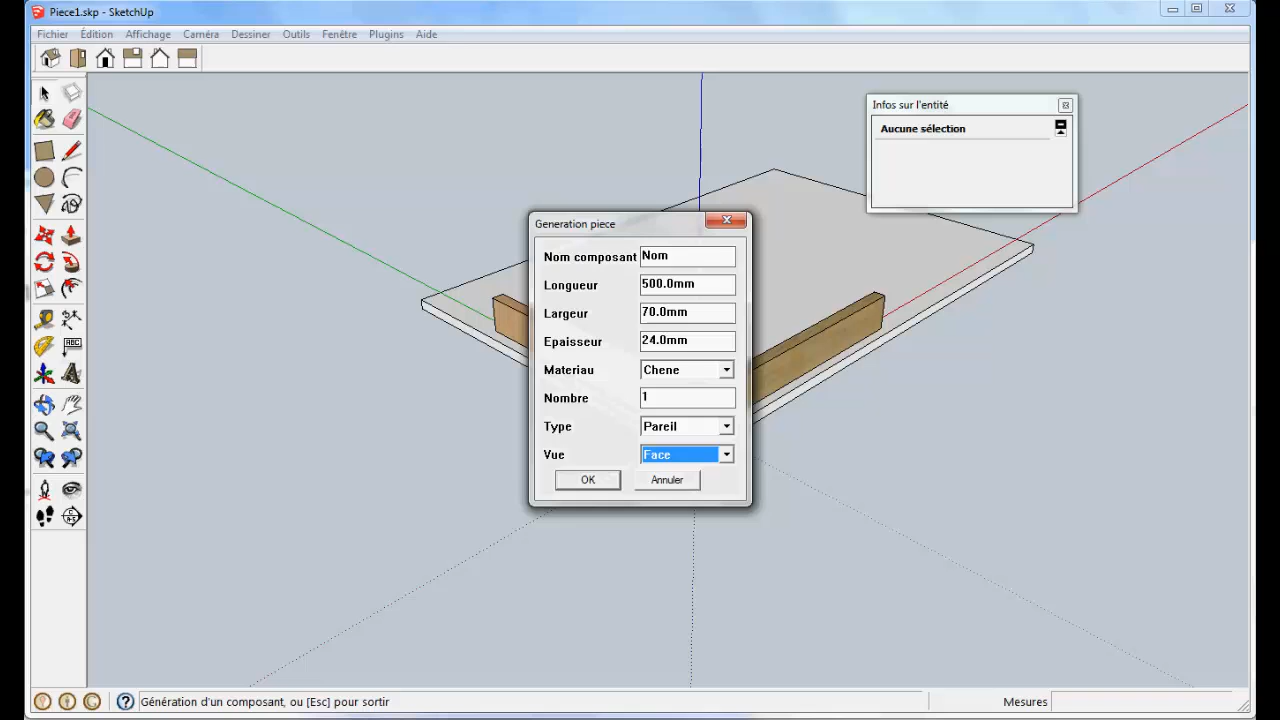 Piece1.skp - SketchUp
Fichier Édition Affichage Caméra Dessiner Outils Fenêtre Plugins Aide
Infos sur l'entité
Aucune sélection
Generation piece
Nom composant Nom
Longueur 500.0mm
Largeur 70.0mm
Epaisseur 24.0mm
Materiau Chene
Nombre 1
Type Pareil
Vue Face
OK Annuler
ABC
Génération d'un composant, ou [Esc] pour sortir
Mesures